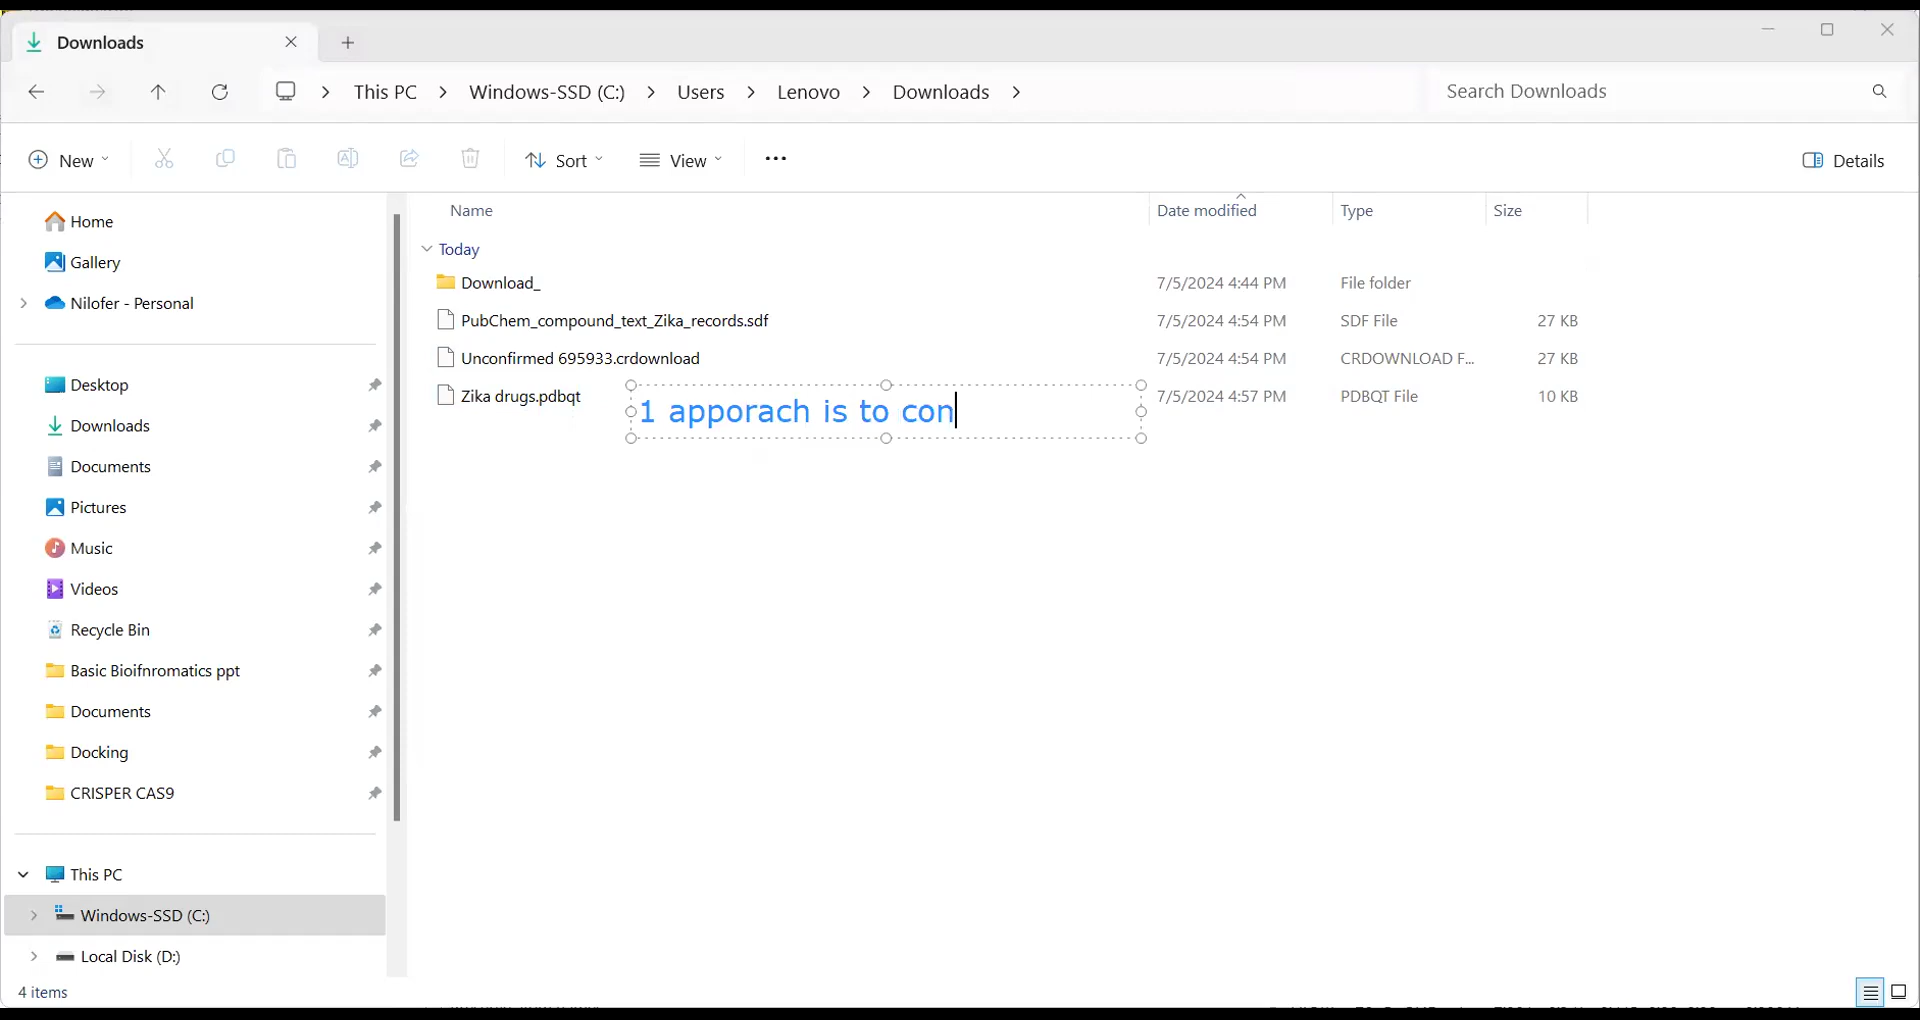 Downloads
This PC > Windows-SSD (C:) > Users > Lenovo > Downloads >
Search Downloads
New
Sort
View
Details
Home
Gallery
Nilofer - Personal
Desktop
Downloads
Documents
Pictures
Music
Videos
Recycle Bin
Basic Bioifnromatics ppt
Documents
Docking
CRISPER CAS9
This PC
Windows-SSD (C:)
Local Disk (D:)
Name Date modified Type Size
Today
Download_ 7/5/2024 4:44 PM File folder
PubChem_compound_text_Zika_records.sdf 7/5/2024 4:54 PM SDF File 27 KB
Unconfirmed 695933.crdownload 7/5/2024 4:54 PM CRDOWNLOAD F... 27 KB
Zika drugs.pdbqt 7/5/2024 4:57 PM PDBQT File 10 KB
1 apporach is to con
4 items